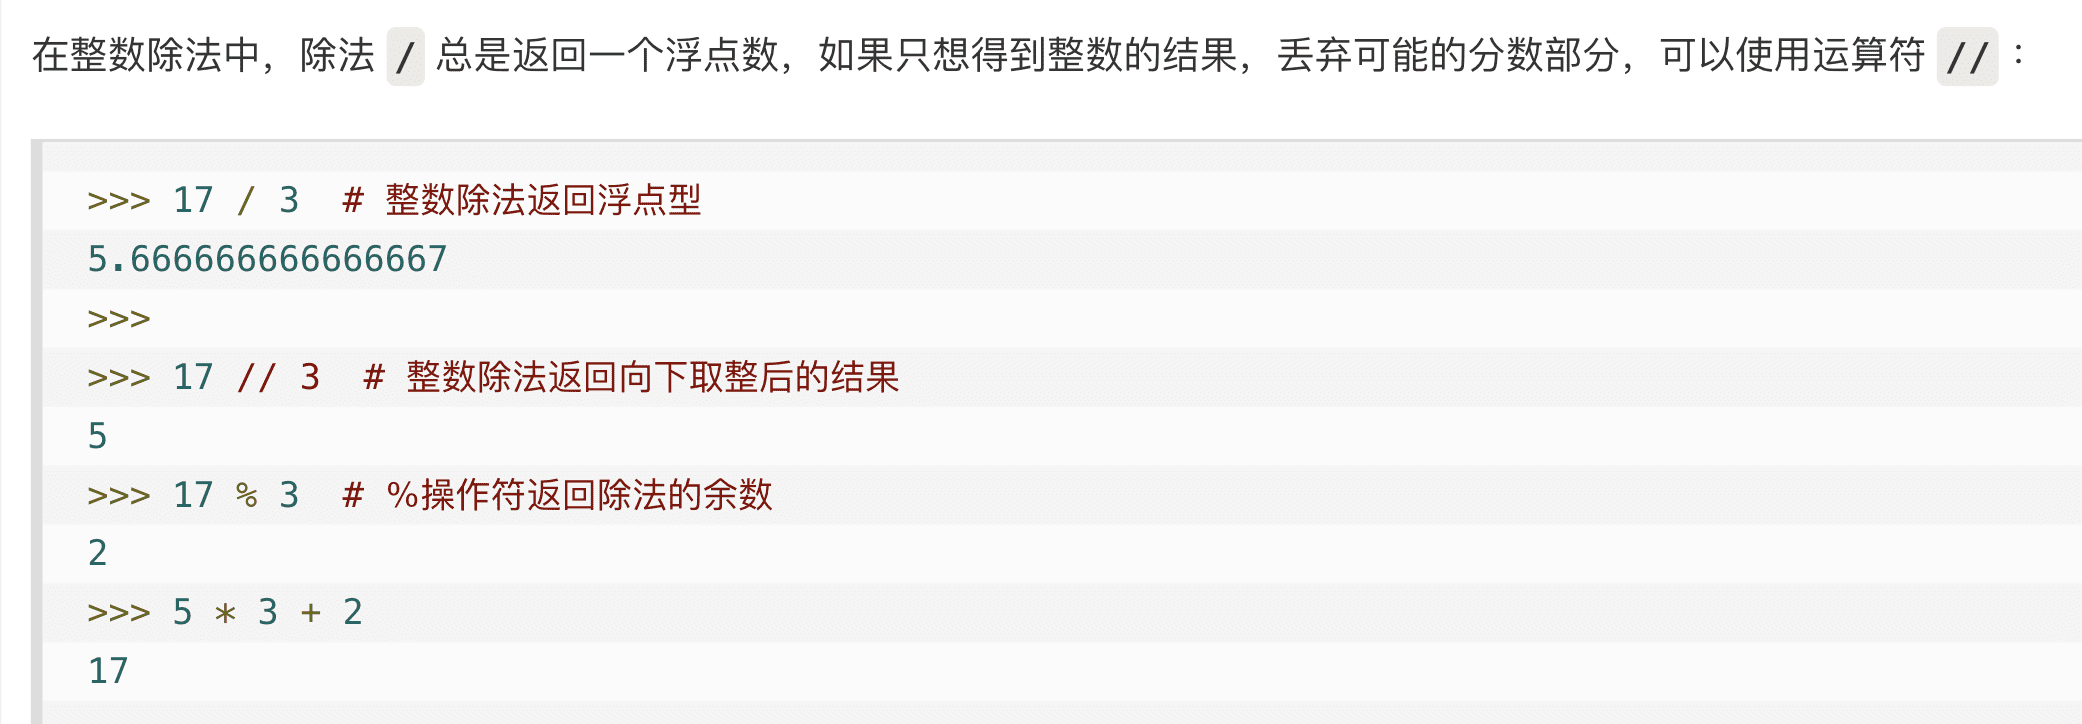 在整数除法中，除法 / 总是返回一个浮点数，如果只想得到整数的结果，丢弃可能的分数部分，可以使用运算符 // ：
>>> 17 / 3  # 整数除法返回浮点型
5.666666666666667
>>>
>>> 17 // 3  # 整数除法返回向下取整后的结果
5
>>> 17 % 3  # %操作符返回除法的余数
2
>>> 5 * 3 + 2
17